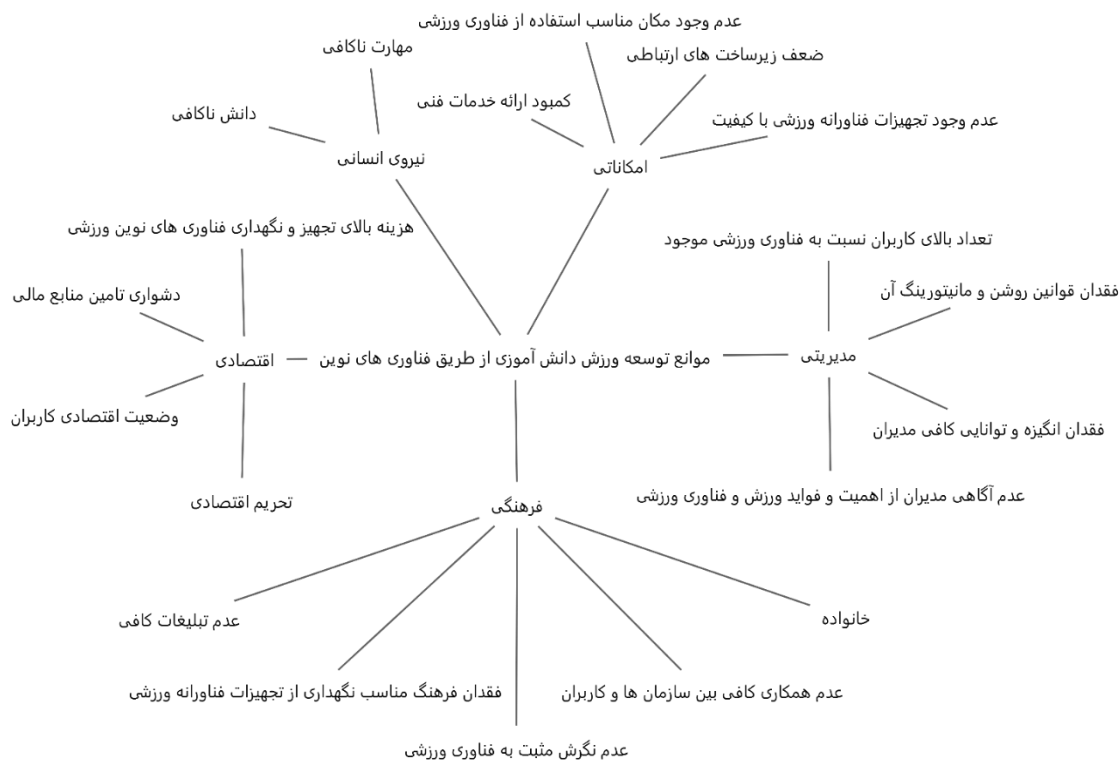 عدم وجود مکان مناسب استفاده از فناوری ورزشی
مهارت ناکافی
ضعف زیرساخت های ارتباطی
کمبود ارائه خدمات فنی
دانش ناکافی
عدم وجود تجهیزات فناورانه ورزشی با کیفیت
نیروی انسانی
امکاناتی
هزینه بالای تجهیز و نگهداری فناوری های نوین ورزشی
تعداد بالای کاربران نسبت به فناوری ورزشی موجود
دشواری تامین منابع مالی
فقدان قوانین روشن و مانیتورینگ آن
مدیریتی
موانع توسعه ورزش دانش آموزی از طریق فناوری های نوین
اقتصادی
وضعیت اقتصادی کاربران
فقدان انگیزه و توانایی کافی مدیران
تحریم اقتصادی
عدم آگاهی مدیران از اهمیت و فواید ورزش و فناوری ورزشی
فرهنگی
خانواده
عدم تبلیغات کافی
عدم همکاری کافی بین سازمان ها و کاربران
فقدان فرهنگ مناسب نگهداری از تجهیزات فناورانه ورزشی
عدم نگرش مثبت به فناوری ورزشی